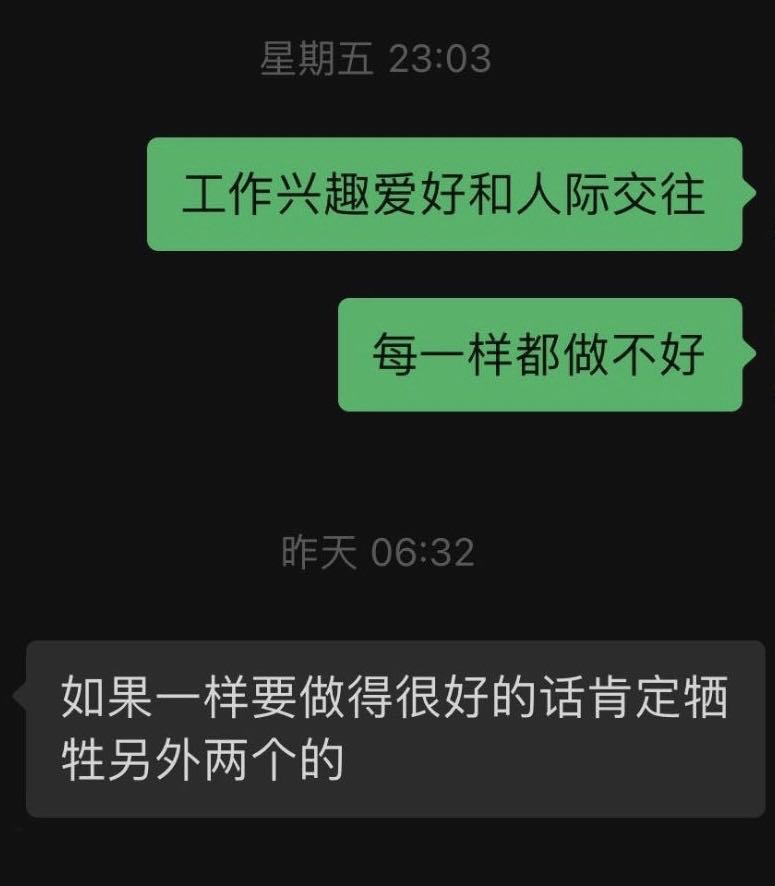 星期五 23:03
工作兴趣爱好和人际交往
每一样都做不好
昨天 06:32
如果一样要做得很好的话肯定牺
牲另外两个的